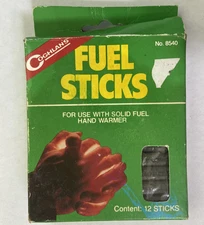 COGHLAN'S
No. 8540
FUEL
STICKS
FOR USE WITH SOLID FUEL
HAND WARMER
Content: 12 STICKS